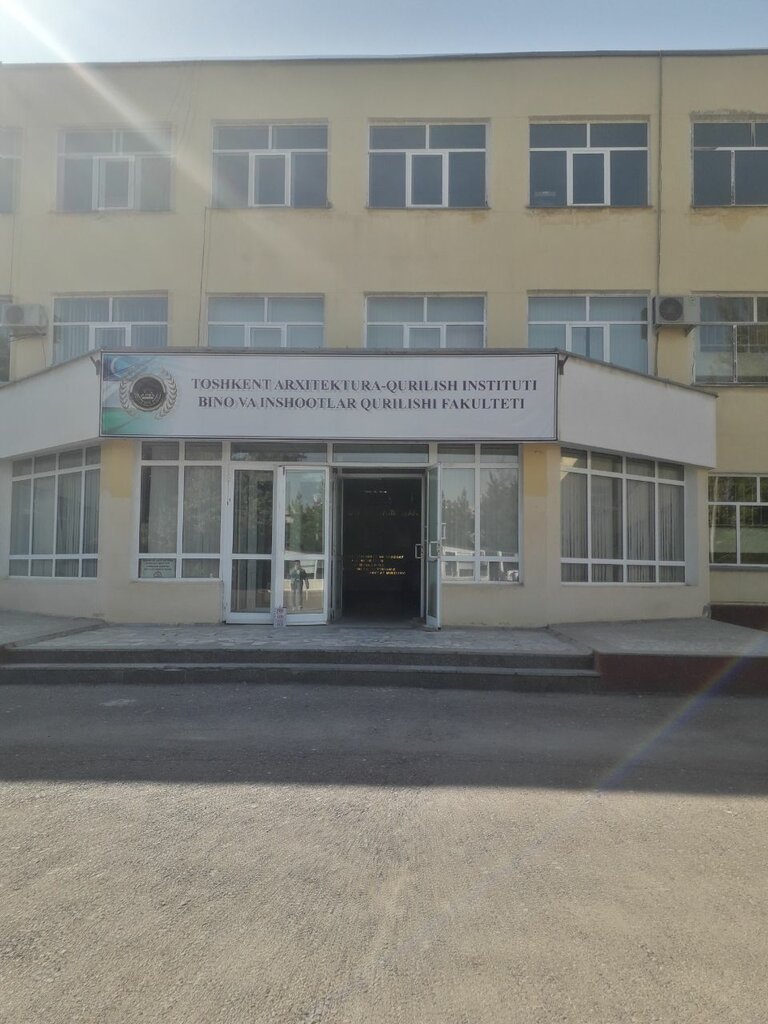 TOSHKENT ARXITEKTURA-QURILISH INSTITUTI
BINO VA INSHOOTLAR QURILISHI FAKULTETI